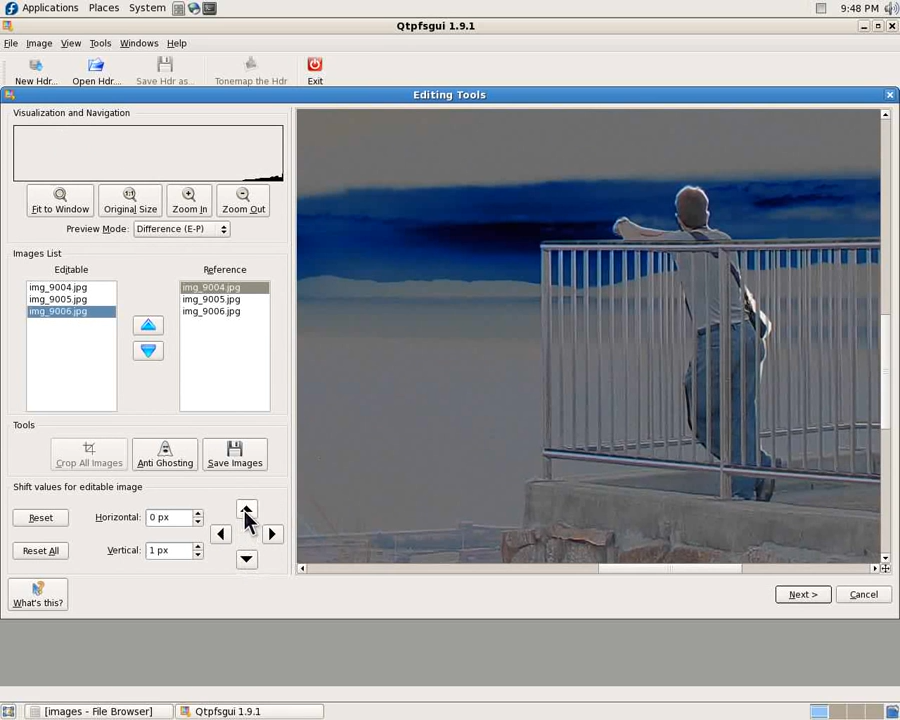 Applications Places System 9:48 PM
Qtpfsgui 1.9.1
File Image View Tools Windows Help
New Hdr... Open Hdr... Save Hdr as... Tonemap the Hdr Exit
Editing Tools
Visualization and Navigation
Fit to Window 1:1 Original Size Zoom In Zoom Out
Preview Mode: Difference (E-P)
Images List
Editable Reference
img_9004.jpg img_9004.jpg
img_9005.jpg img_9005.jpg
img_9006.jpg img_9006.jpg
Tools
Crop All Images Anti Ghosting Save Images
Shift values for editable image
Reset Horizontal: 0 px
Reset All Vertical: 1 px
What's this? Next > Cancel
[images - File Browser] Qtpfsgui 1.9.1